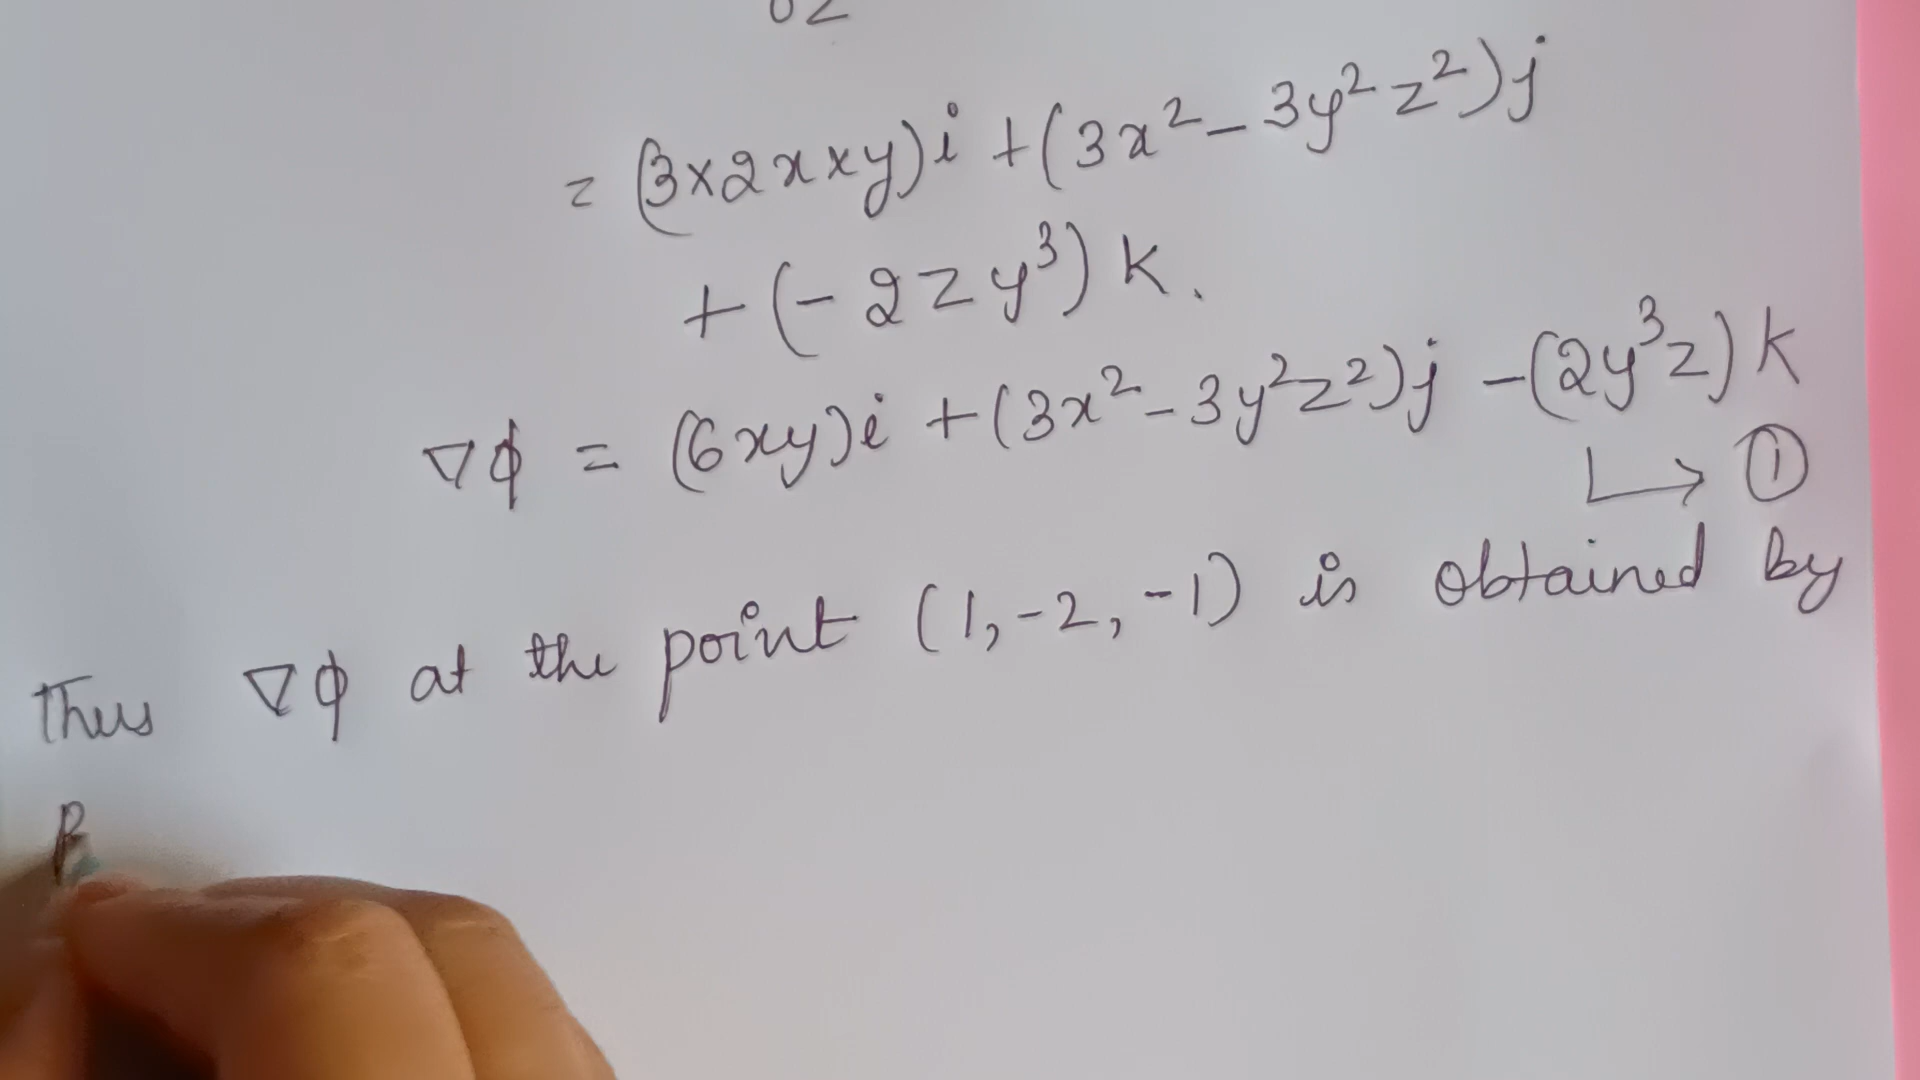 = (3×2x×y)i + (3x² - 3y² z²)j
+ (-2zy³) k.
∇ϕ = (6xy)i + (3x² - 3y²z²)j - (2y³z) k
↳ ①
Thus ∇ϕ at the point (1, -2, -1) is obtained by